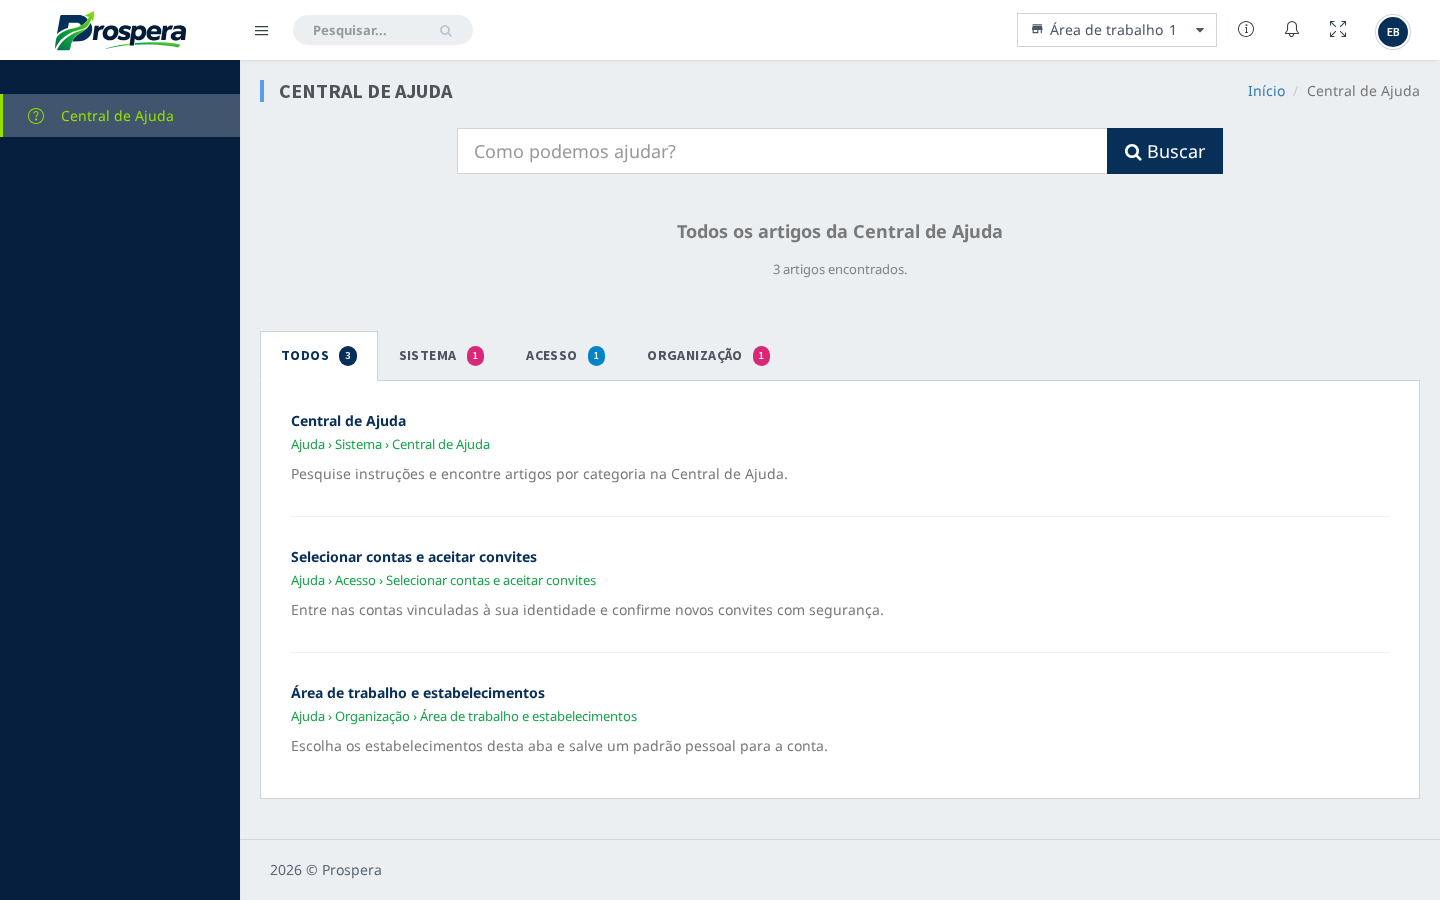 Prospera
Pesquisar...
Área de trabalho 1
EB
Central de Ajuda
CENTRAL DE AJUDA
Início / Central de Ajuda
Como podemos ajudar?
Buscar
Todos os artigos da Central de Ajuda
3 artigos encontrados.
TODOS 3
SISTEMA 1
ACESSO 1
ORGANIZAÇÃO 1
Central de Ajuda
Ajuda › Sistema › Central de Ajuda
Pesquise instruções e encontre artigos por categoria na Central de Ajuda.
Selecionar contas e aceitar convites
Ajuda › Acesso › Selecionar contas e aceitar convites
Entre nas contas vinculadas à sua identidade e confirme novos convites com segurança.
Área de trabalho e estabelecimentos
Ajuda › Organização › Área de trabalho e estabelecimentos
Escolha os estabelecimentos desta aba e salve um padrão pessoal para a conta.
2026 © Prospera